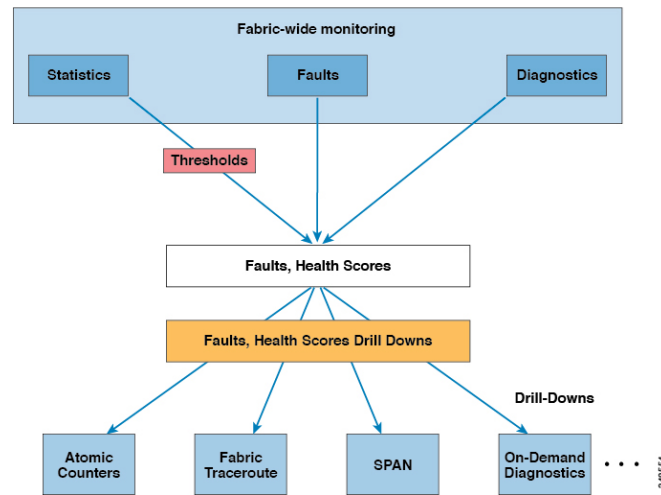 Fabric-wide monitoring
Statistics
Faults
Diagnostics
Thresholds
Faults, Health Scores
Faults, Health Scores Drill Downs
Drill-Downs
Atomic
Counters
Fabric
Traceroute
SPAN
On-Demand
Diagnostics
• • •